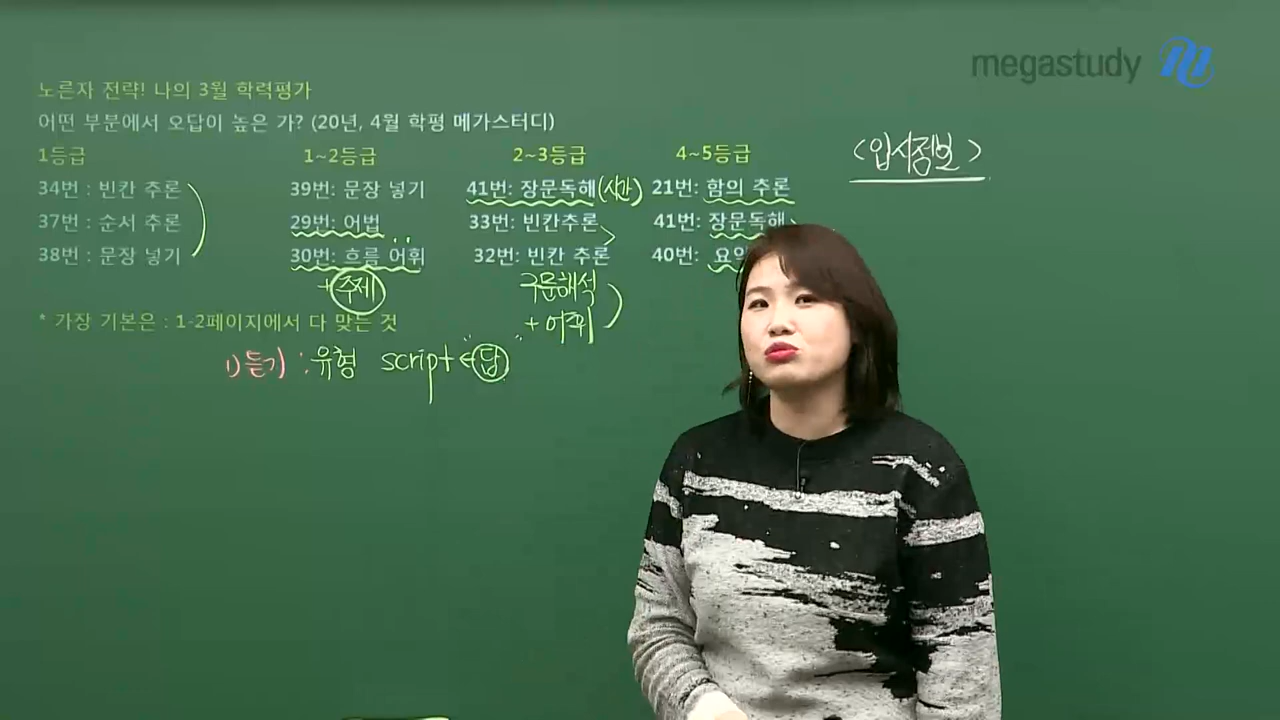 megastudy
노른자 전략! 나의 3월 학력평가
어떤 부분에서 오답이 높은 가? (20년, 4월 학평 메가스터디)
<입시정보>
1등급 1~2등급 2~3등급 4~5등급
34번 : 빈칸 추론 39번: 문장 넣기 41번: 장문독해 (시간) 21번: 함의 추론
37번 : 순서 추론 29번: 어법 33번: 빈칸추론 41번: 장문독해
38번 : 문장 넣기 30번: 흐름 어휘 32번: 빈칸 추론 40번:
+ 주제 구문해석
+ 어휘
* 가장 기본은 : 1-2페이지에서 다 맞는 것
1) 듣기 : 유형 script ← "답"